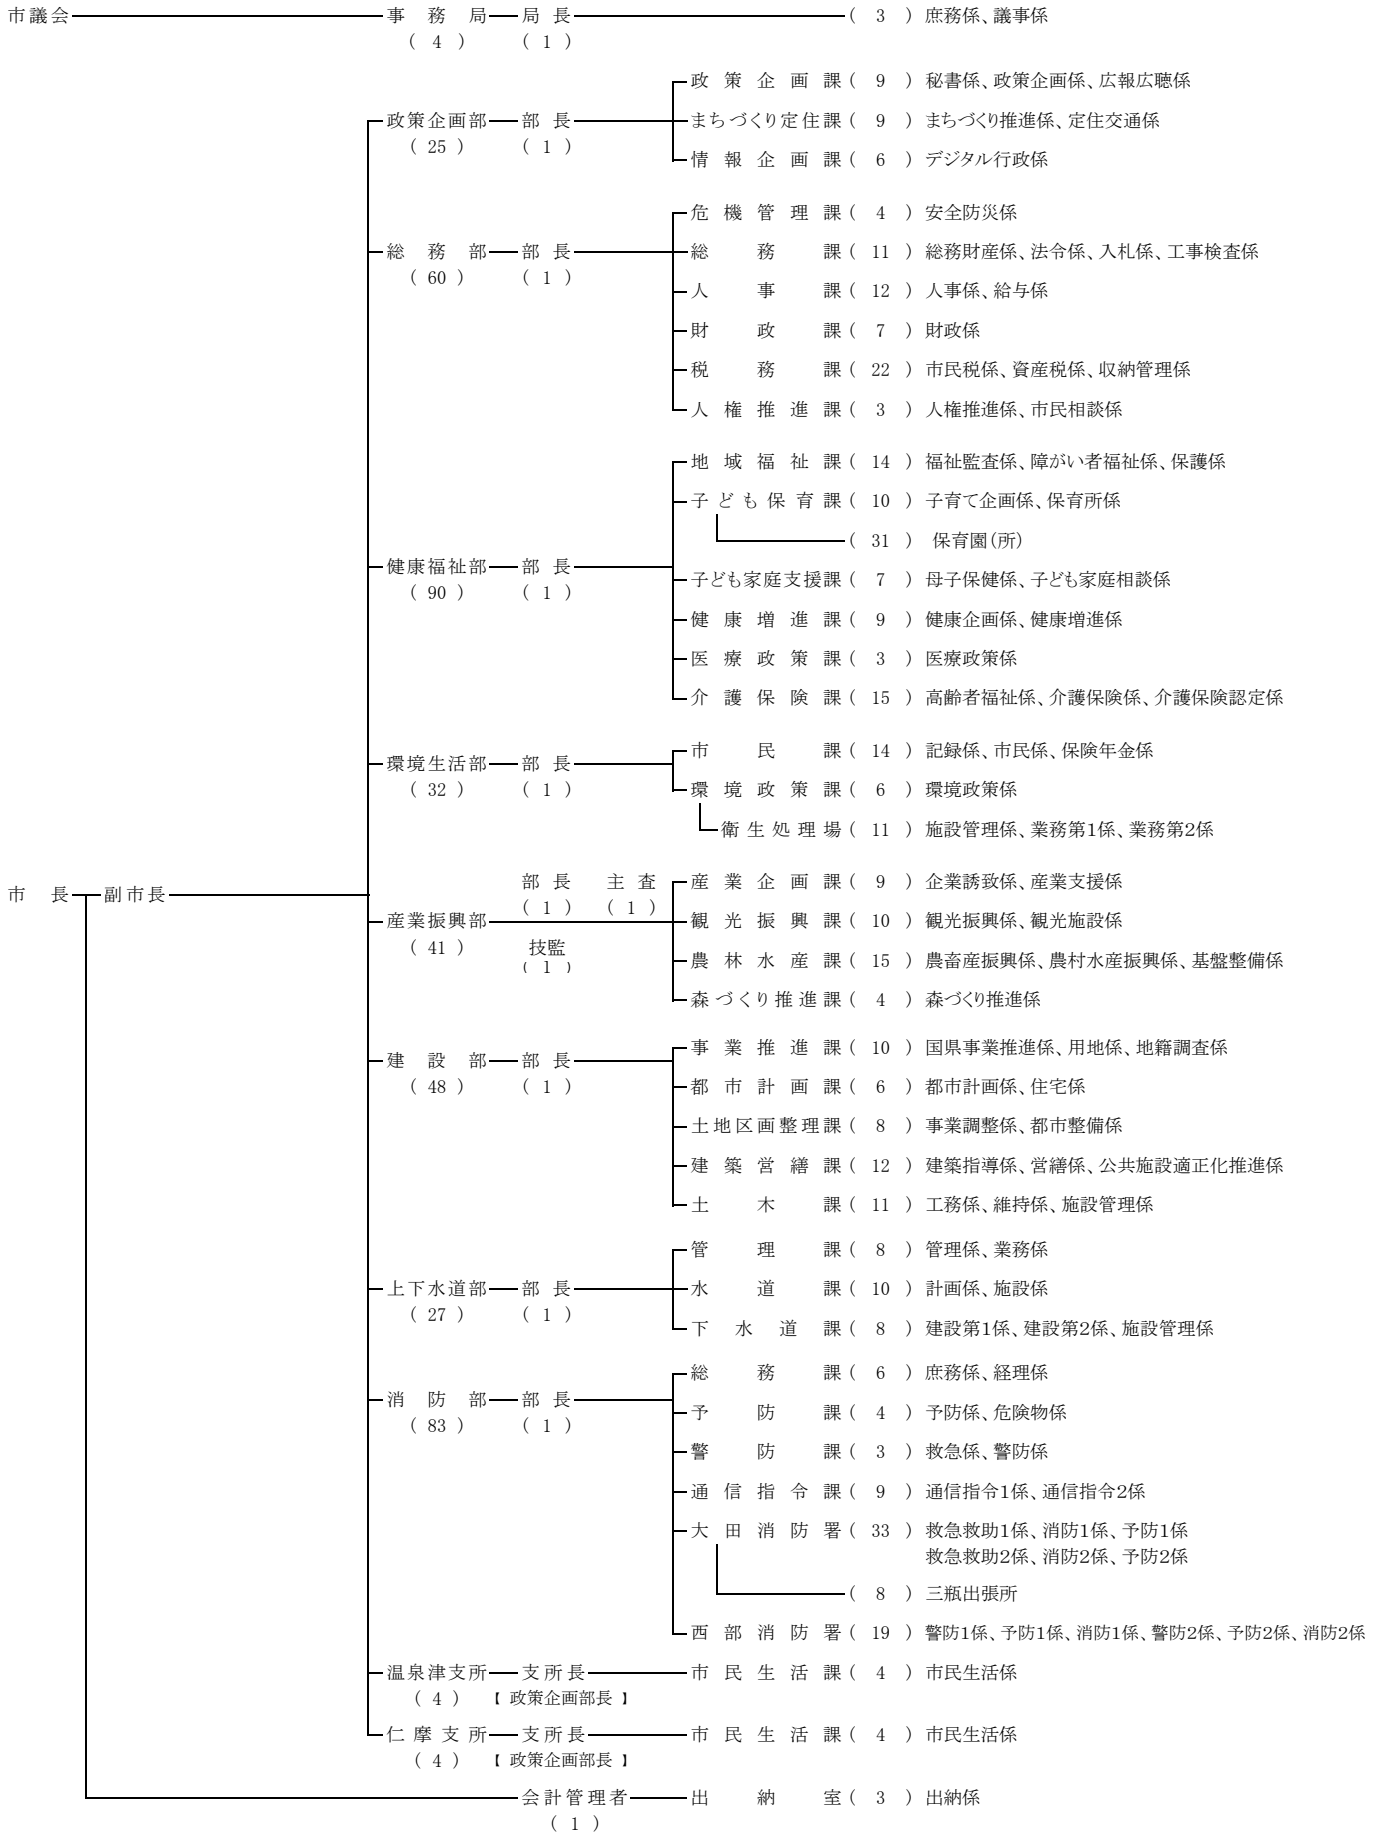 市議会 事務局 局長 ( 3 ) 庶務係、議事係
( 4 ) ( 1 )
政策企画課 ( 9 ) 秘書係、政策企画係、広報広聴係
政策企画部 部長 まちづくり定住課 ( 9 ) まちづくり推進係、定住交通係
( 25 ) ( 1 )
情報企画課 ( 6 ) デジタル行政係
危機管理課 ( 4 ) 安全防災係
総務部 部長 総務課 ( 11 ) 総務財産係、法令係、入札係、工事検査係
( 60 ) ( 1 )
人事課 ( 12 ) 人事係、給与係
財政課 ( 7 ) 財政係
税務課 ( 22 ) 市民税係、資産税係、収納管理係
人権推進課 ( 3 ) 人権推進係、市民相談係
地域福祉課 ( 14 ) 福祉監査係、障がい者福祉係、保護係
子ども保育課 ( 10 ) 子育て企画係、保育所係
( 31 ) 保育園(所)
健康福祉部 部長
子ども家庭支援課 ( 7 ) 母子保健係、子ども家庭相談係
( 90 ) ( 1 )
健康増進課 ( 9 ) 健康企画係、健康増進係
医療政策課 ( 3 ) 医療政策係
介護保険課 ( 15 ) 高齢者福祉係、介護保険係、介護保険認定係
市民課 ( 14 ) 記録係、市民係、保険年金係
環境生活部 部長
( 32 ) ( 1 ) 環境政策課 ( 6 ) 環境政策係
衛生処理場 ( 11 ) 施設管理係、業務第1係、業務第2係
部長 主査 産業企画課 ( 9 ) 企業誘致係、産業支援係
市長 副市長
( 1 ) ( 1 )
産業振興部 観光振興課 ( 10 ) 観光振興係、観光施設係
( 41 ) 技監
農林水産課 ( 15 ) 農畜産振興係、農村水産振興係、基盤整備係
( 1 )
森づくり推進課 ( 4 ) 森づくり推進係
事業推進課 ( 10 ) 国県事業推進係、用地係、地籍調査係
建設部 部長
( 48 ) ( 1 ) 都市計画課 ( 6 ) 都市計画係、住宅係
土地区画整理課 ( 8 ) 事業調整係、都市整備係
建築営繕課 ( 12 ) 建築指導係、営繕係、公共施設適正化推進係
土木課 ( 11 ) 工務係、維持係、施設管理係
管理課 ( 8 ) 管理係、業務係
上下水道部 部長 水道課 ( 10 ) 計画係、施設係
( 27 ) ( 1 )
下水道課 ( 8 ) 建設第1係、建設第2係、施設管理係
総務課 ( 6 ) 庶務係、経理係
消防部 部長
( 83 ) ( 1 ) 予防課 ( 4 ) 予防係、危険物係
警防課 ( 3 ) 救急係、警防係
通信指令課 ( 9 ) 通信指令1係、通信指令2係
大田消防署 ( 33 ) 救急救助1係、消防1係、予防1係
救急救助2係、消防2係、予防2係
( 8 ) 三瓶出張所
西部消防署 ( 19 ) 警防1係、予防1係、消防1係、警防2係、予防2係、消防2係
温泉津支所 支所長 市民生活課 ( 4 ) 市民生活係
( 4 ) 【 政策企画部長 】
仁摩支所 支所長 市民生活課 ( 4 ) 市民生活係
( 4 ) 【 政策企画部長 】
会計管理者 出納室 ( 3 ) 出納係
( 1 )